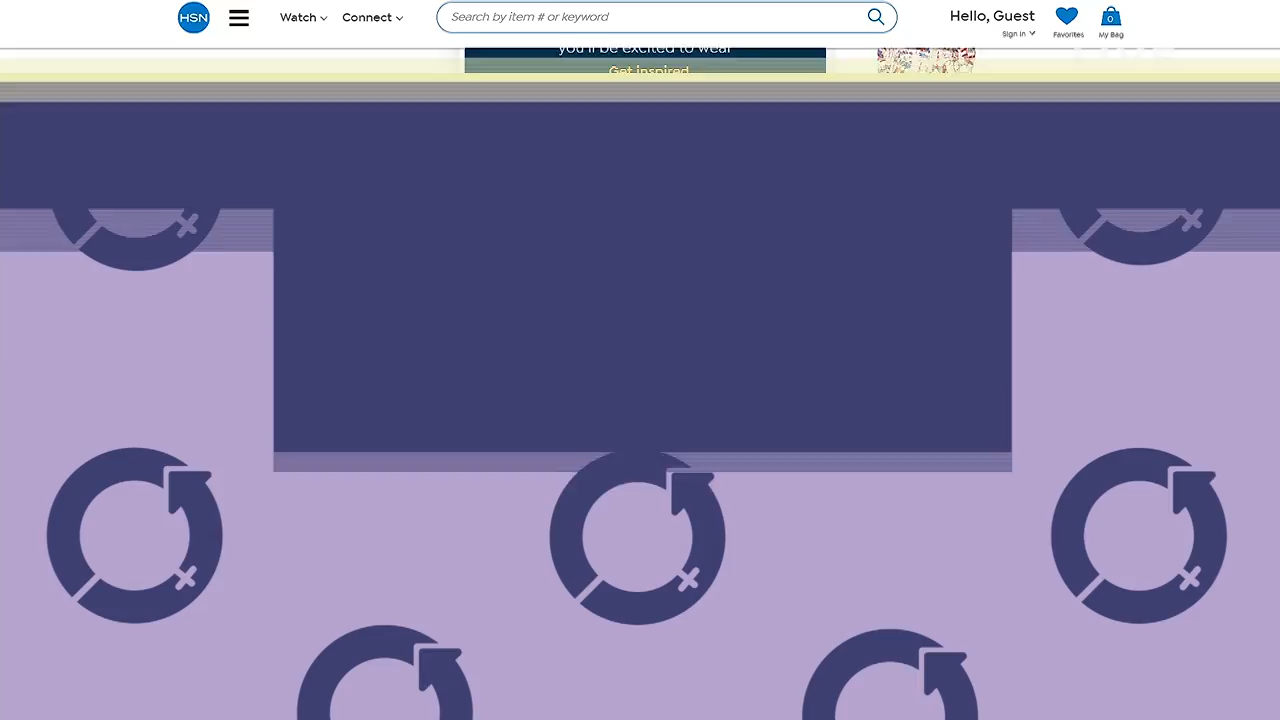 HSN
Watch
Connect
Search by item # or keyword
Hello, Guest
Sign in
Favorites
0
My Bag
you'll be excited to wear
Get inspired